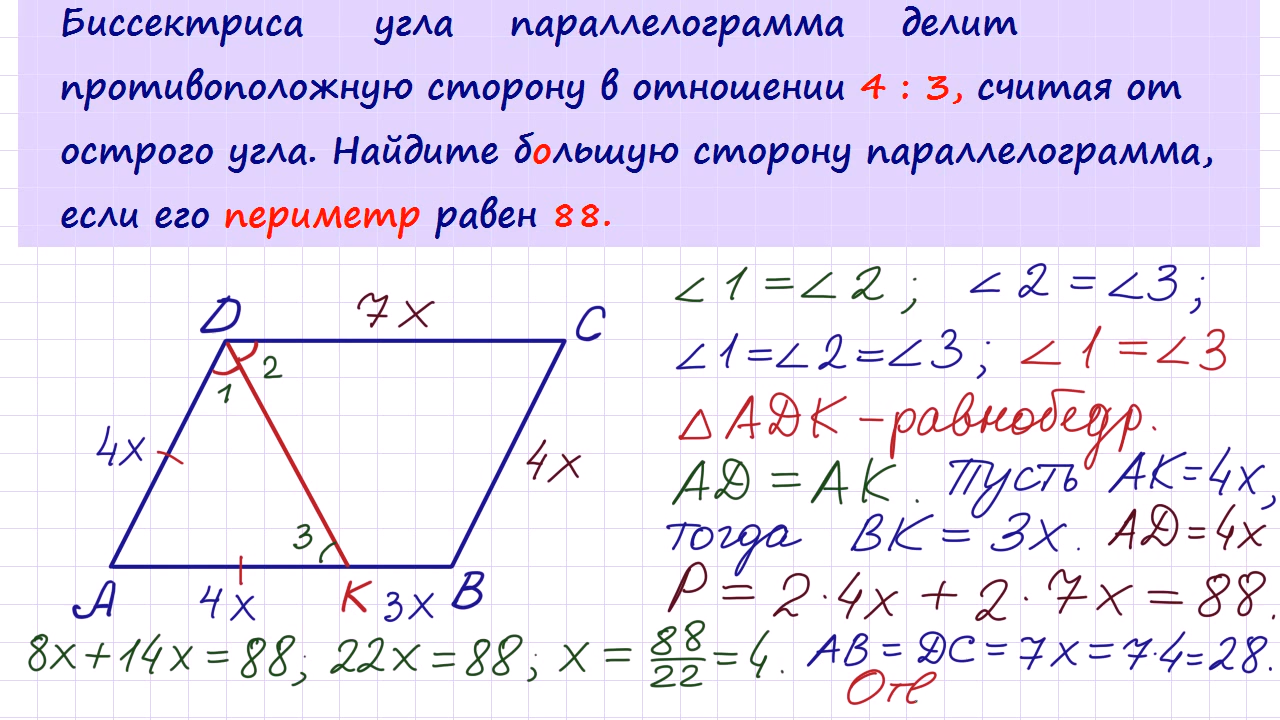 Биссектриса угла параллелограмма делит
противоположную сторону в отношении 4 : 3, считая от
острого угла. Найдите большую сторону параллелограмма,
если его периметр равен 88.
D 7x C
1 2
4x 4x
3
A 4x K 3x B
∠1=∠2; ∠2=∠3;
∠1=∠2=∠3; ∠1=∠3
△ADK – равнобедр.
AD = AK. Пусть AK=4x,
тогда BK = 3x. AD=4x
P = 2·4x + 2·7x = 88.
8x+14x=88; 22x=88; x = 88/22 = 4. AB = DC = 7x = 7·4=28.
Отв